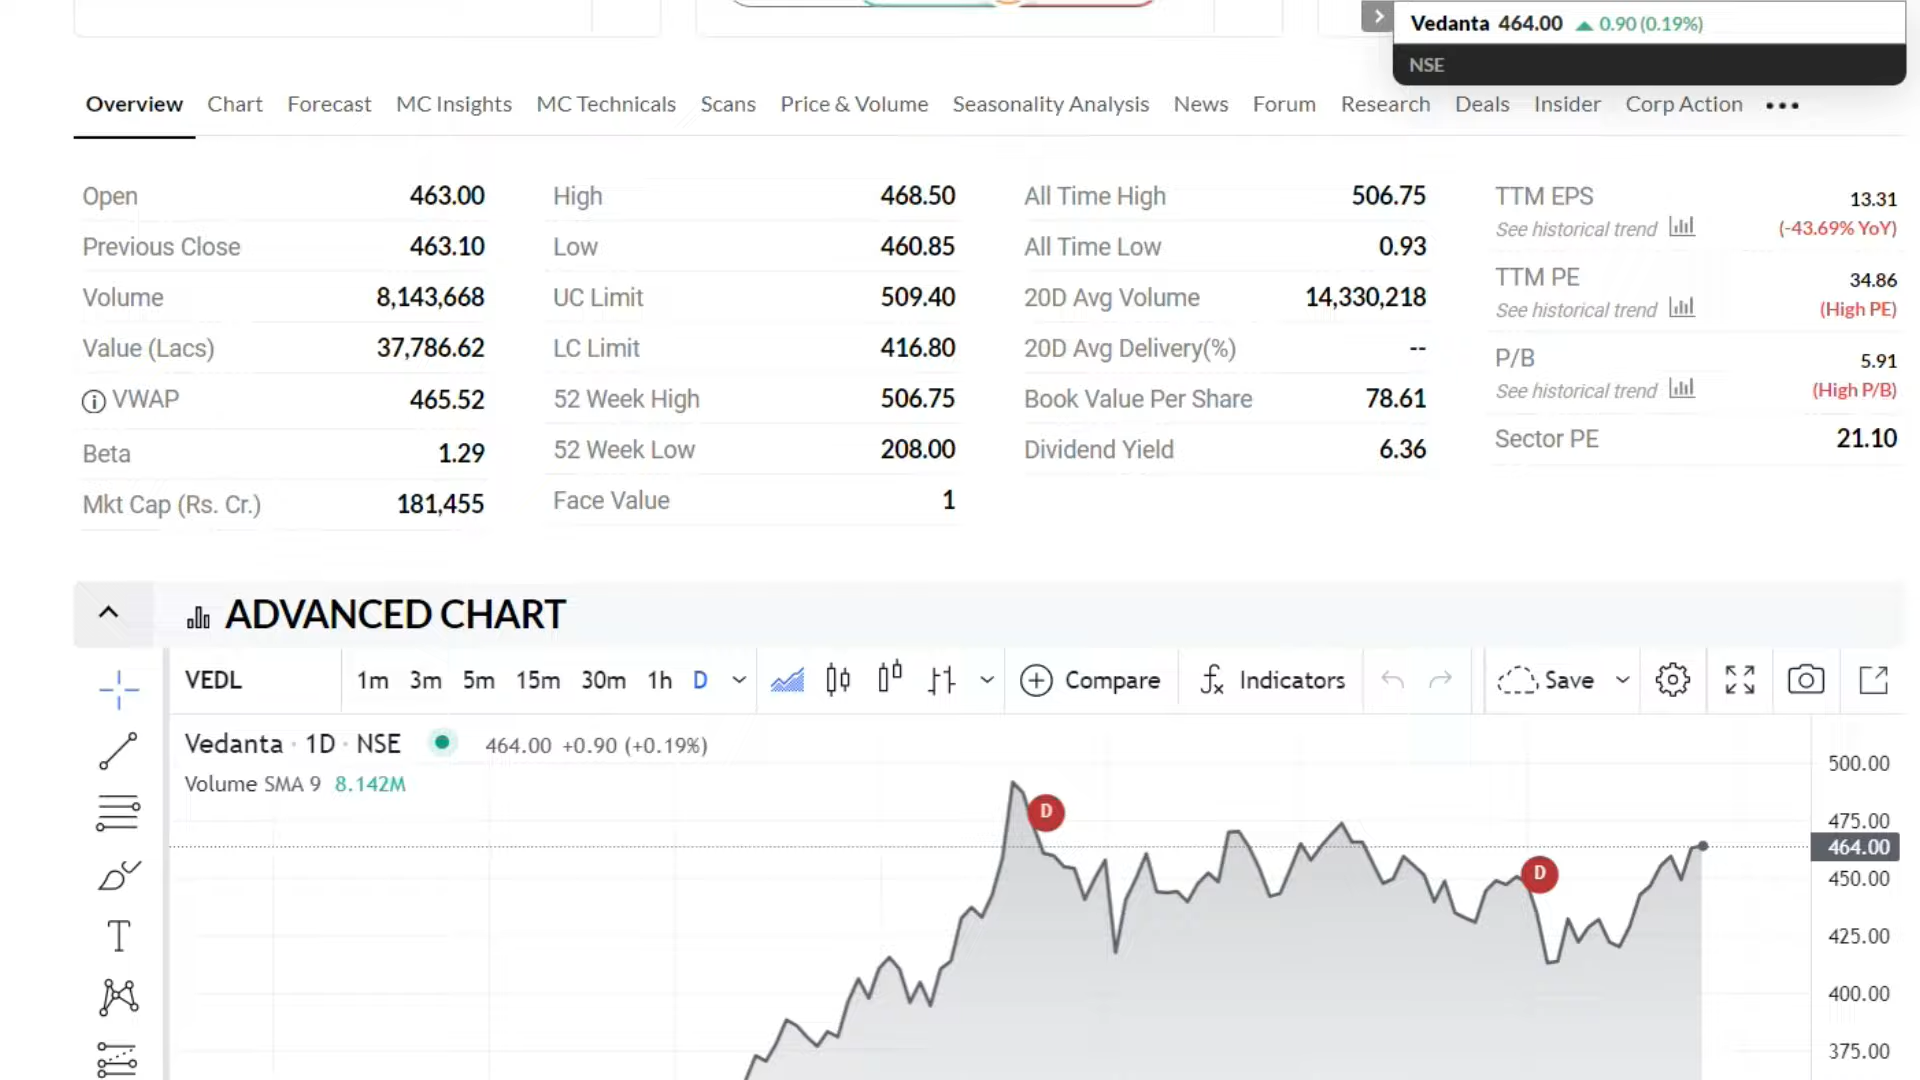 Vedanta 464.00 ▲ 0.90 (0.19%)
NSE
Overview Chart Forecast MC Insights MC Technicals Scans Price & Volume Seasonality Analysis News Forum Research Deals Insider Corp Action •••
Open 463.00
Previous Close 463.10
Volume 8,143,668
Value (Lacs) 37,786.62
VWAP 465.52
Beta 1.29
Mkt Cap (Rs. Cr.) 181,455
High 468.50
Low 460.85
UC Limit 509.40
LC Limit 416.80
52 Week High 506.75
52 Week Low 208.00
Face Value 1
All Time High 506.75
All Time Low 0.93
20D Avg Volume 14,330,218
20D Avg Delivery(%) --
Book Value Per Share 78.61
Dividend Yield 6.36
TTM EPS 13.31
See historical trend (-43.69% YoY)
TTM PE 34.86
See historical trend (High PE)
P/B 5.91
See historical trend (High P/B)
Sector PE 21.10
ADVANCED CHART
VEDL 1m 3m 5m 15m 30m 1h D Compare Indicators Save
Vedanta · 1D · NSE 464.00 +0.90 (+0.19%)
Volume SMA 9 8.142M
D
D
500.00
475.00
464.00
450.00
425.00
400.00
375.00
T